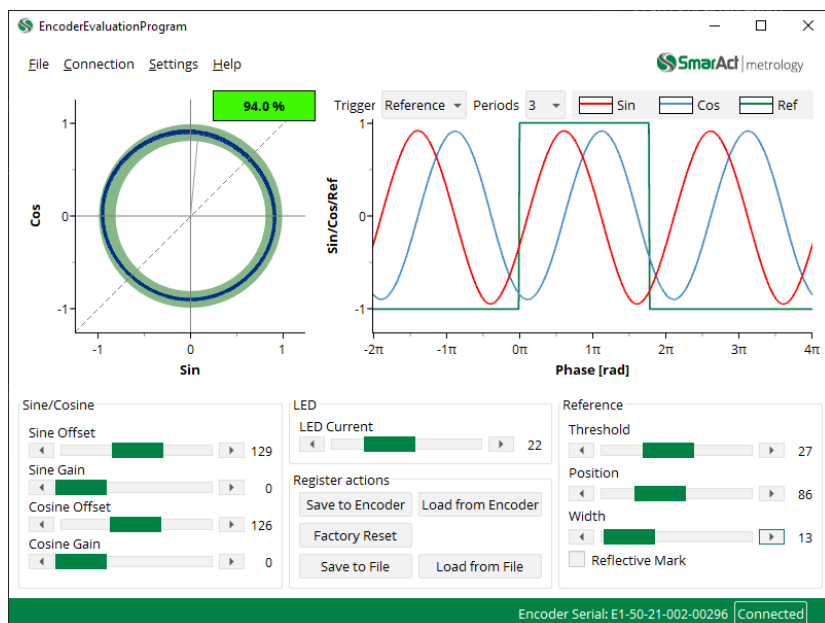 EncoderEvaluationProgram
File Connection Settings Help
SmarAct metrology
94.0 %
Trigger Reference Periods 3 Sin Cos Ref
1
0
-1
Cos
-1 0 1
Sin
1
0
-1
Sin/Cos/Ref
-2π -1π 0π 1π 2π 3π 4π
Phase [rad]
Sine/Cosine
Sine Offset
129
Sine Gain
0
Cosine Offset
126
Cosine Gain
0
LED
LED Current
22
Register actions
Save to Encoder Load from Encoder
Factory Reset
Save to File Load from File
Reference
Threshold
27
Position
86
Width
13
Reflective Mark
Encoder Serial: E1-50-21-002-00296 Connected